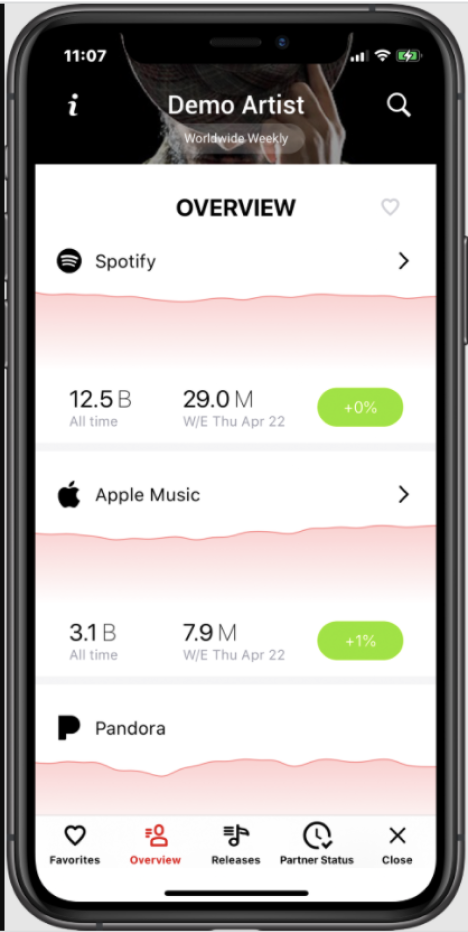 11:07
i
Demo Artist
Worldwide Weekly
OVERVIEW
Spotify
12.5 B 29.0 M +0%
All time W/E Thu Apr 22
Apple Music
3.1 B 7.9 M +1%
All time W/E Thu Apr 22
Pandora
Favorites Overview Releases Partner Status Close